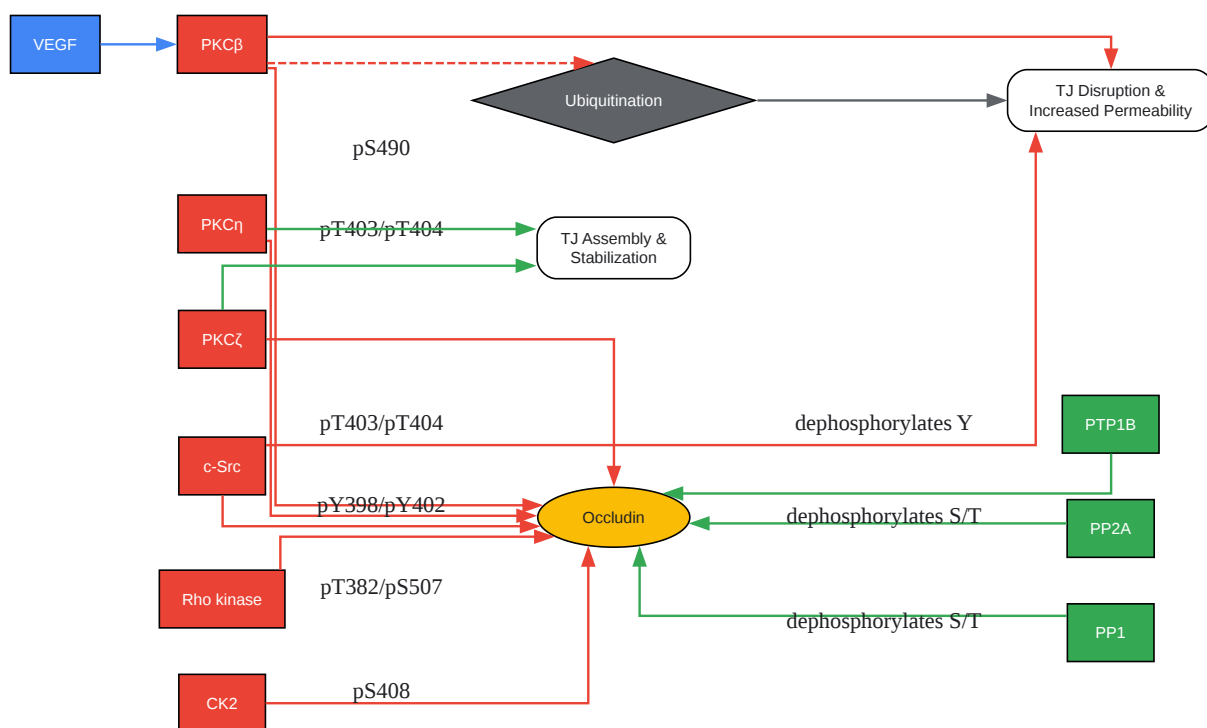 VEGF
PKCβ
Ubiquitination
TJ Disruption &
Increased Permeability
pS490
PKCη
pT403/pT404
TJ Assembly &
Stabilization
PKCζ
pT403/pT404
dephosphorylates Y
PTP1B
c-Src
pY398/pY402
Occludin
dephosphorylates S/T
PP2A
Rho kinase
pT382/pS507
dephosphorylates S/T
PP1
CK2
pS408